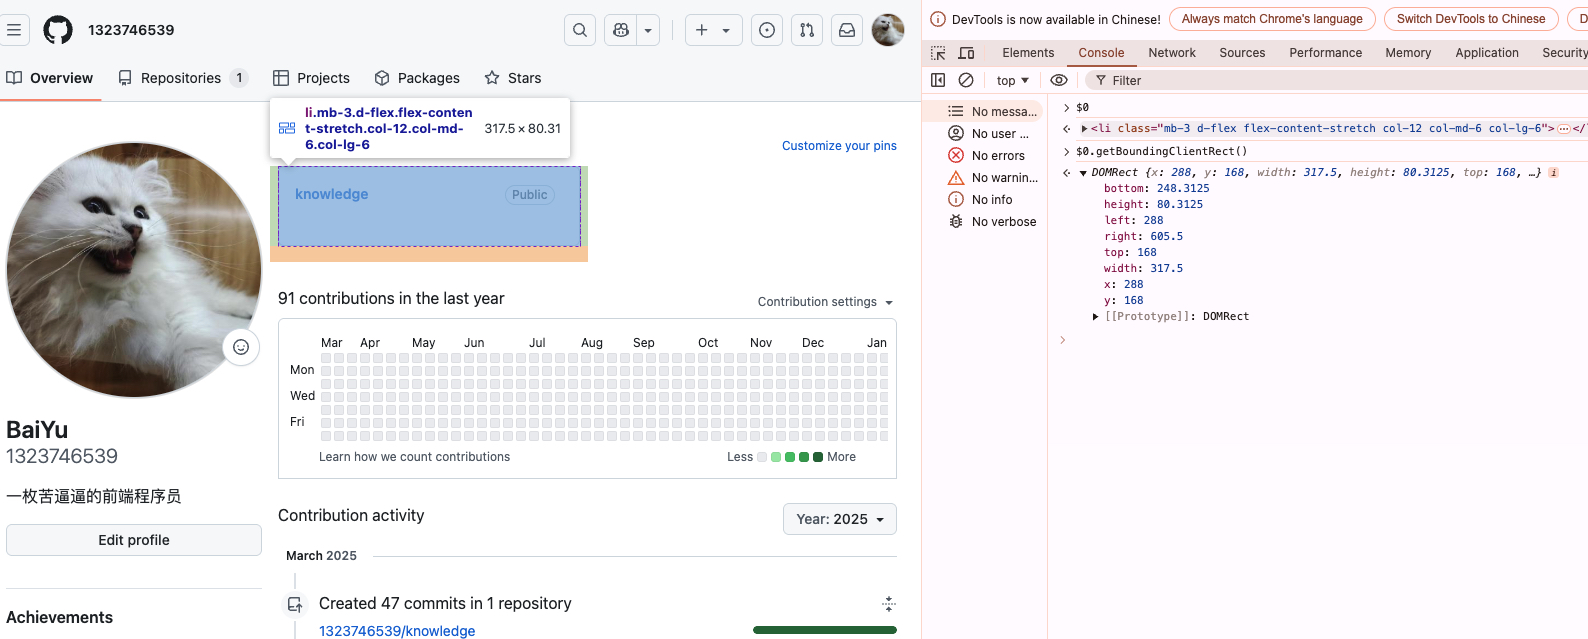 1323746539
Overview
Repositories 1
Projects
Packages
Stars
li.mb-3.d-flex.flex-conten
t-stretch.col-12.col-md-
6.col-lg-6
317.5 × 80.31
Customize your pins
knowledge
Public
91 contributions in the last year
Contribution settings
Mar Apr May Jun Jul Aug Sep Oct Nov Dec Jan
Mon
Wed
Fri
Learn how we count contributions
Less More
BaiYu
1323746539
一枚苦逼逼的前端程序员
Edit profile
Achievements
Contribution activity
Year: 2025
March 2025
Created 47 commits in 1 repository
1323746539/knowledge
DevTools is now available in Chinese!
Always match Chrome's language
Switch DevTools to Chinese
D
Elements Console Network Sources Performance Memory Application Security
top
Filter
No messa...
No user ...
No errors
No warnin...
No info
No verbose
> $0
<li class="mb-3 d-flex flex-content-stretch col-12 col-md-6 col-lg-6">…</
> $0.getBoundingClientRect()
DOMRect {x: 288, y: 168, width: 317.5, height: 80.3125, top: 168, …} i
bottom: 248.3125
height: 80.3125
left: 288
right: 605.5
top: 168
width: 317.5
x: 288
y: 168
[[Prototype]]: DOMRect
>